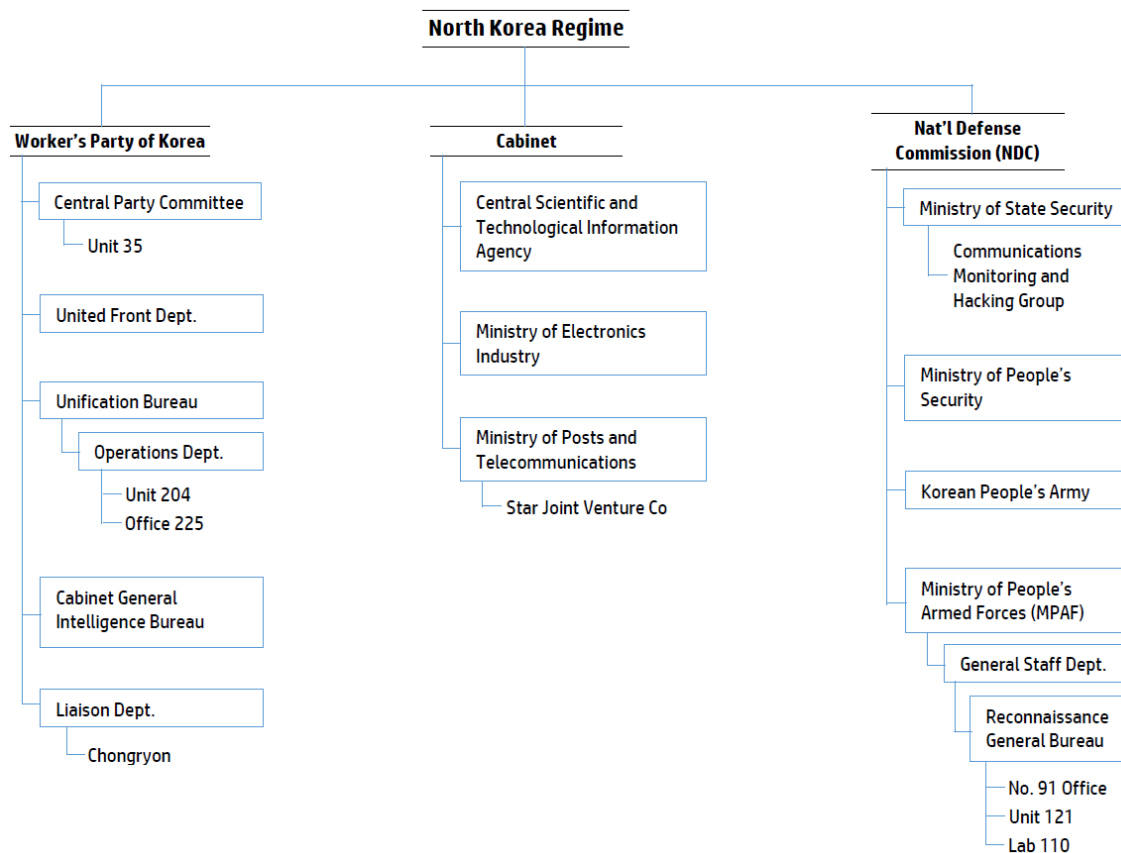 North Korea Regime
Worker's Party of Korea
Central Party Committee
Unit 35
United Front Dept.
Unification Bureau
Operations Dept.
Unit 204
Office 225
Cabinet General
Intelligence Bureau
Liaison Dept.
Chongryon
Cabinet
Central Scientific and
Technological Information
Agency
Ministry of Electronics
Industry
Ministry of Posts and
Telecommunications
Star Joint Venture Co
Nat'l Defense
Commission (NDC)
Ministry of State Security
Communications
Monitoring and
Hacking Group
Ministry of People's
Security
Korean People's Army
Ministry of People's
Armed Forces (MPAF)
General Staff Dept.
Reconnaissance
General Bureau
No. 91 Office
Unit 121
Lab 110